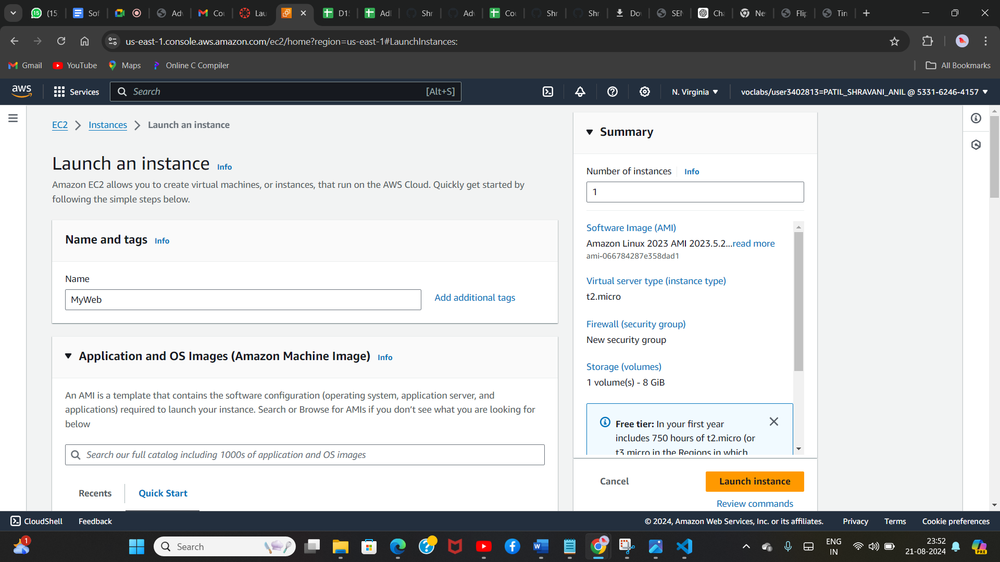 (15
Sof
Adv
Cou
Lau
D1
Adl
Shr
Adv
Cou
Shr
Shr
Do
SEN
Cha
Ne
Flip
Tin
us-east-1.console.aws.amazon.com/ec2/home?region=us-east-1#LaunchInstances:
Gmail
YouTube
Maps
Online C Compiler
All Bookmarks
aws
Services
Search
[Alt+S]
N. Virginia
voclabs/user3402813=PATIL_SHRAVANI_ANIL @ 5331-6246-4157
EC2
Instances
Launch an instance
Launch an instance Info
Amazon EC2 allows you to create virtual machines, or instances, that run on the AWS Cloud. Quickly get started by
following the simple steps below.
Name and tags Info
Name
MyWeb
Add additional tags
Application and OS Images (Amazon Machine Image) Info
An AMI is a template that contains the software configuration (operating system, application server, and
applications) required to launch your instance. Search or Browse for AMIs if you don’t see what you are looking for
below
Search our full catalog including 1000s of application and OS images
Recents
Quick Start
Summary
Number of instances Info
1
Software Image (AMI)
Amazon Linux 2023 AMI 2023.5.2...read more
ami-066784287e358dad1
Virtual server type (instance type)
t2.micro
Firewall (security group)
New security group
Storage (volumes)
1 volume(s) - 8 GiB
Free tier: In your first year
includes 750 hours of t2.micro (or
t3.micro in the Regions in which
Cancel
Launch instance
Review commands
CloudShell
Feedback
© 2024, Amazon Web Services, Inc. or its affiliates.
Privacy
Terms
Cookie preferences
1
Search
ENG
IN
23:52
21-08-2024
PRE